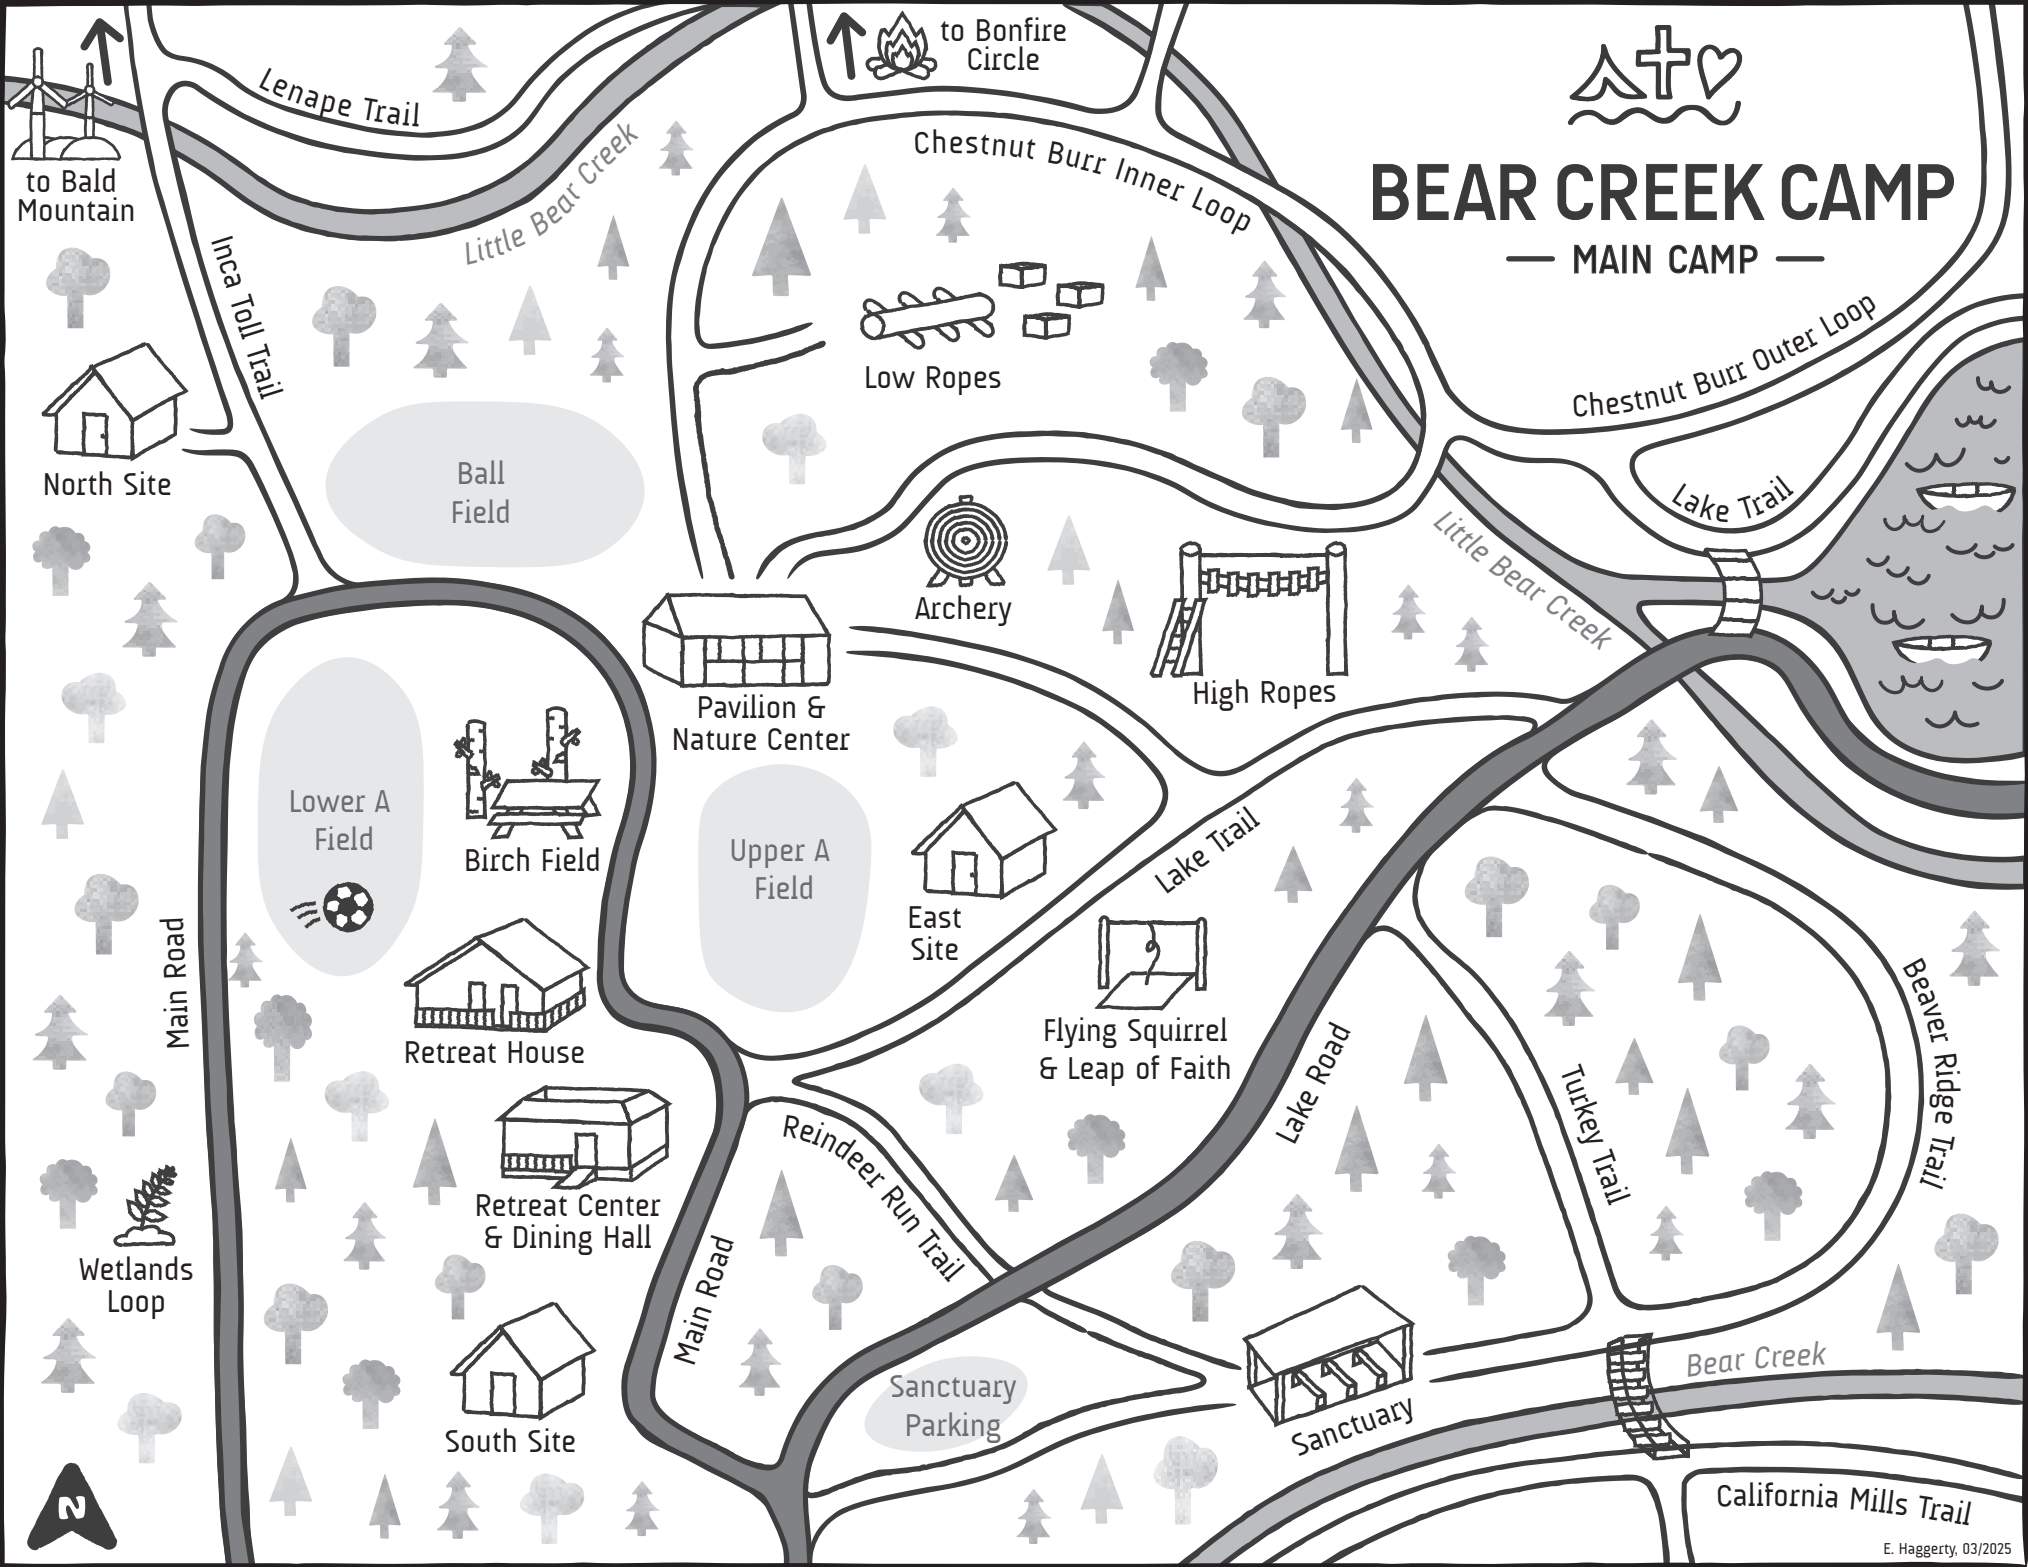 to Bonfire
Circle
BEAR CREEK CAMP
MAIN CAMP
to Bald
Mountain
Lenape Trail
Little Bear Creek
Chestnut Burr Inner Loop
Inca Toll Trail
Low Ropes
Chestnut Burr Outer Loop
North Site
Ball
Field
Lake Trail
Archery
Little Bear Creek
High Ropes
Pavilion &
Nature Center
Lower A
Field
Birch Field
Upper A
Field
Lake Trail
East
Site
Main Road
Retreat House
Flying Squirrel
& Leap of Faith
Lake Road
Turkey Trail
Beaver Ridge Trail
Reindeer Run Trail
Retreat Center
& Dining Hall
Wetlands
Loop
Main Road
South Site
Sanctuary
Parking
Sanctuary
Bear Creek
California Mills Trail
N
E. Haggerty, 03/2025